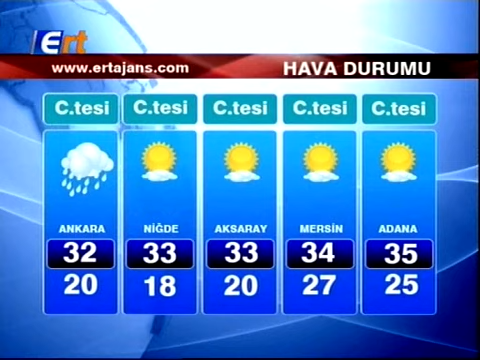 Ert
www.ertajans.com HAVA DURUMU
C.tesi C.tesi C.tesi C.tesi C.tesi
ANKARA NİĞDE AKSARAY MERSİN ADANA
32 33 33 34 35
20 18 20 27 25